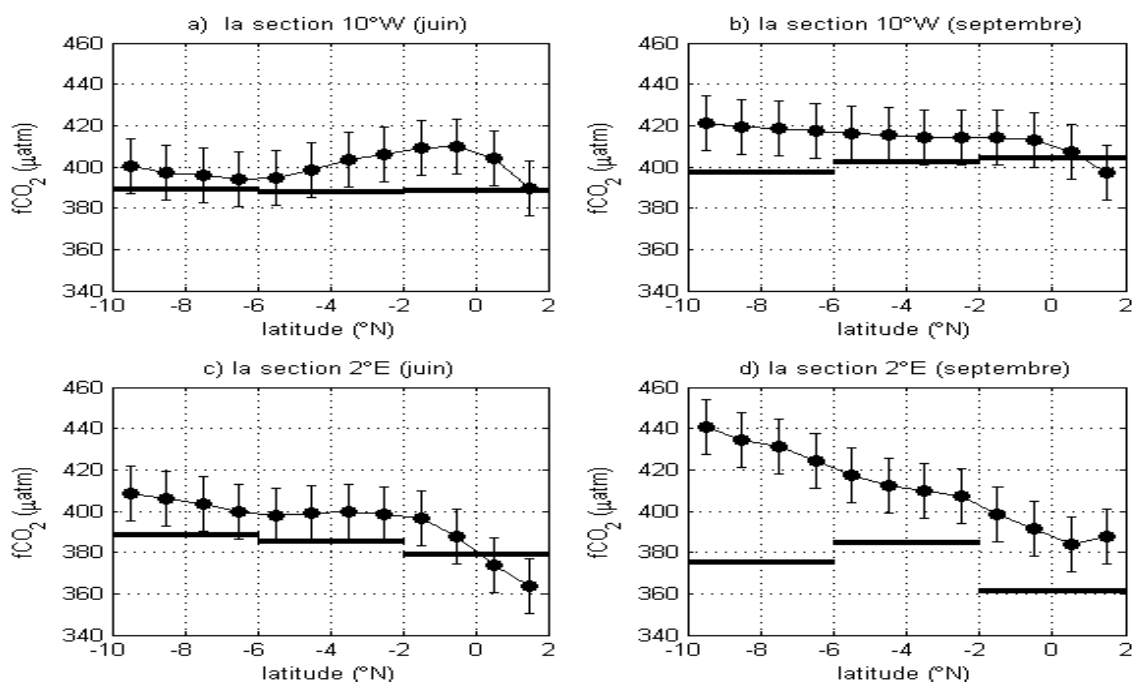 a) la section 10°W (juin)
460
440
420
400
380
360
340
fCO2 (µatm)
-10 -8 -6 -4 -2 0 2
latitude (°N)
b) la section 10°W (septembre)
460
440
420
400
380
360
340
fCO2 (µatm)
-10 -8 -6 -4 -2 0 2
latitude (°N)
c) la section 2°E (juin)
460
440
420
400
380
360
340
fCO2 (µatm)
-10 -8 -6 -4 -2 0 2
latitude (°N)
d) la section 2°E (septembre)
460
440
420
400
380
360
340
fCO2 (µatm)
-10 -8 -6 -4 -2 0 2
latitude (°N)